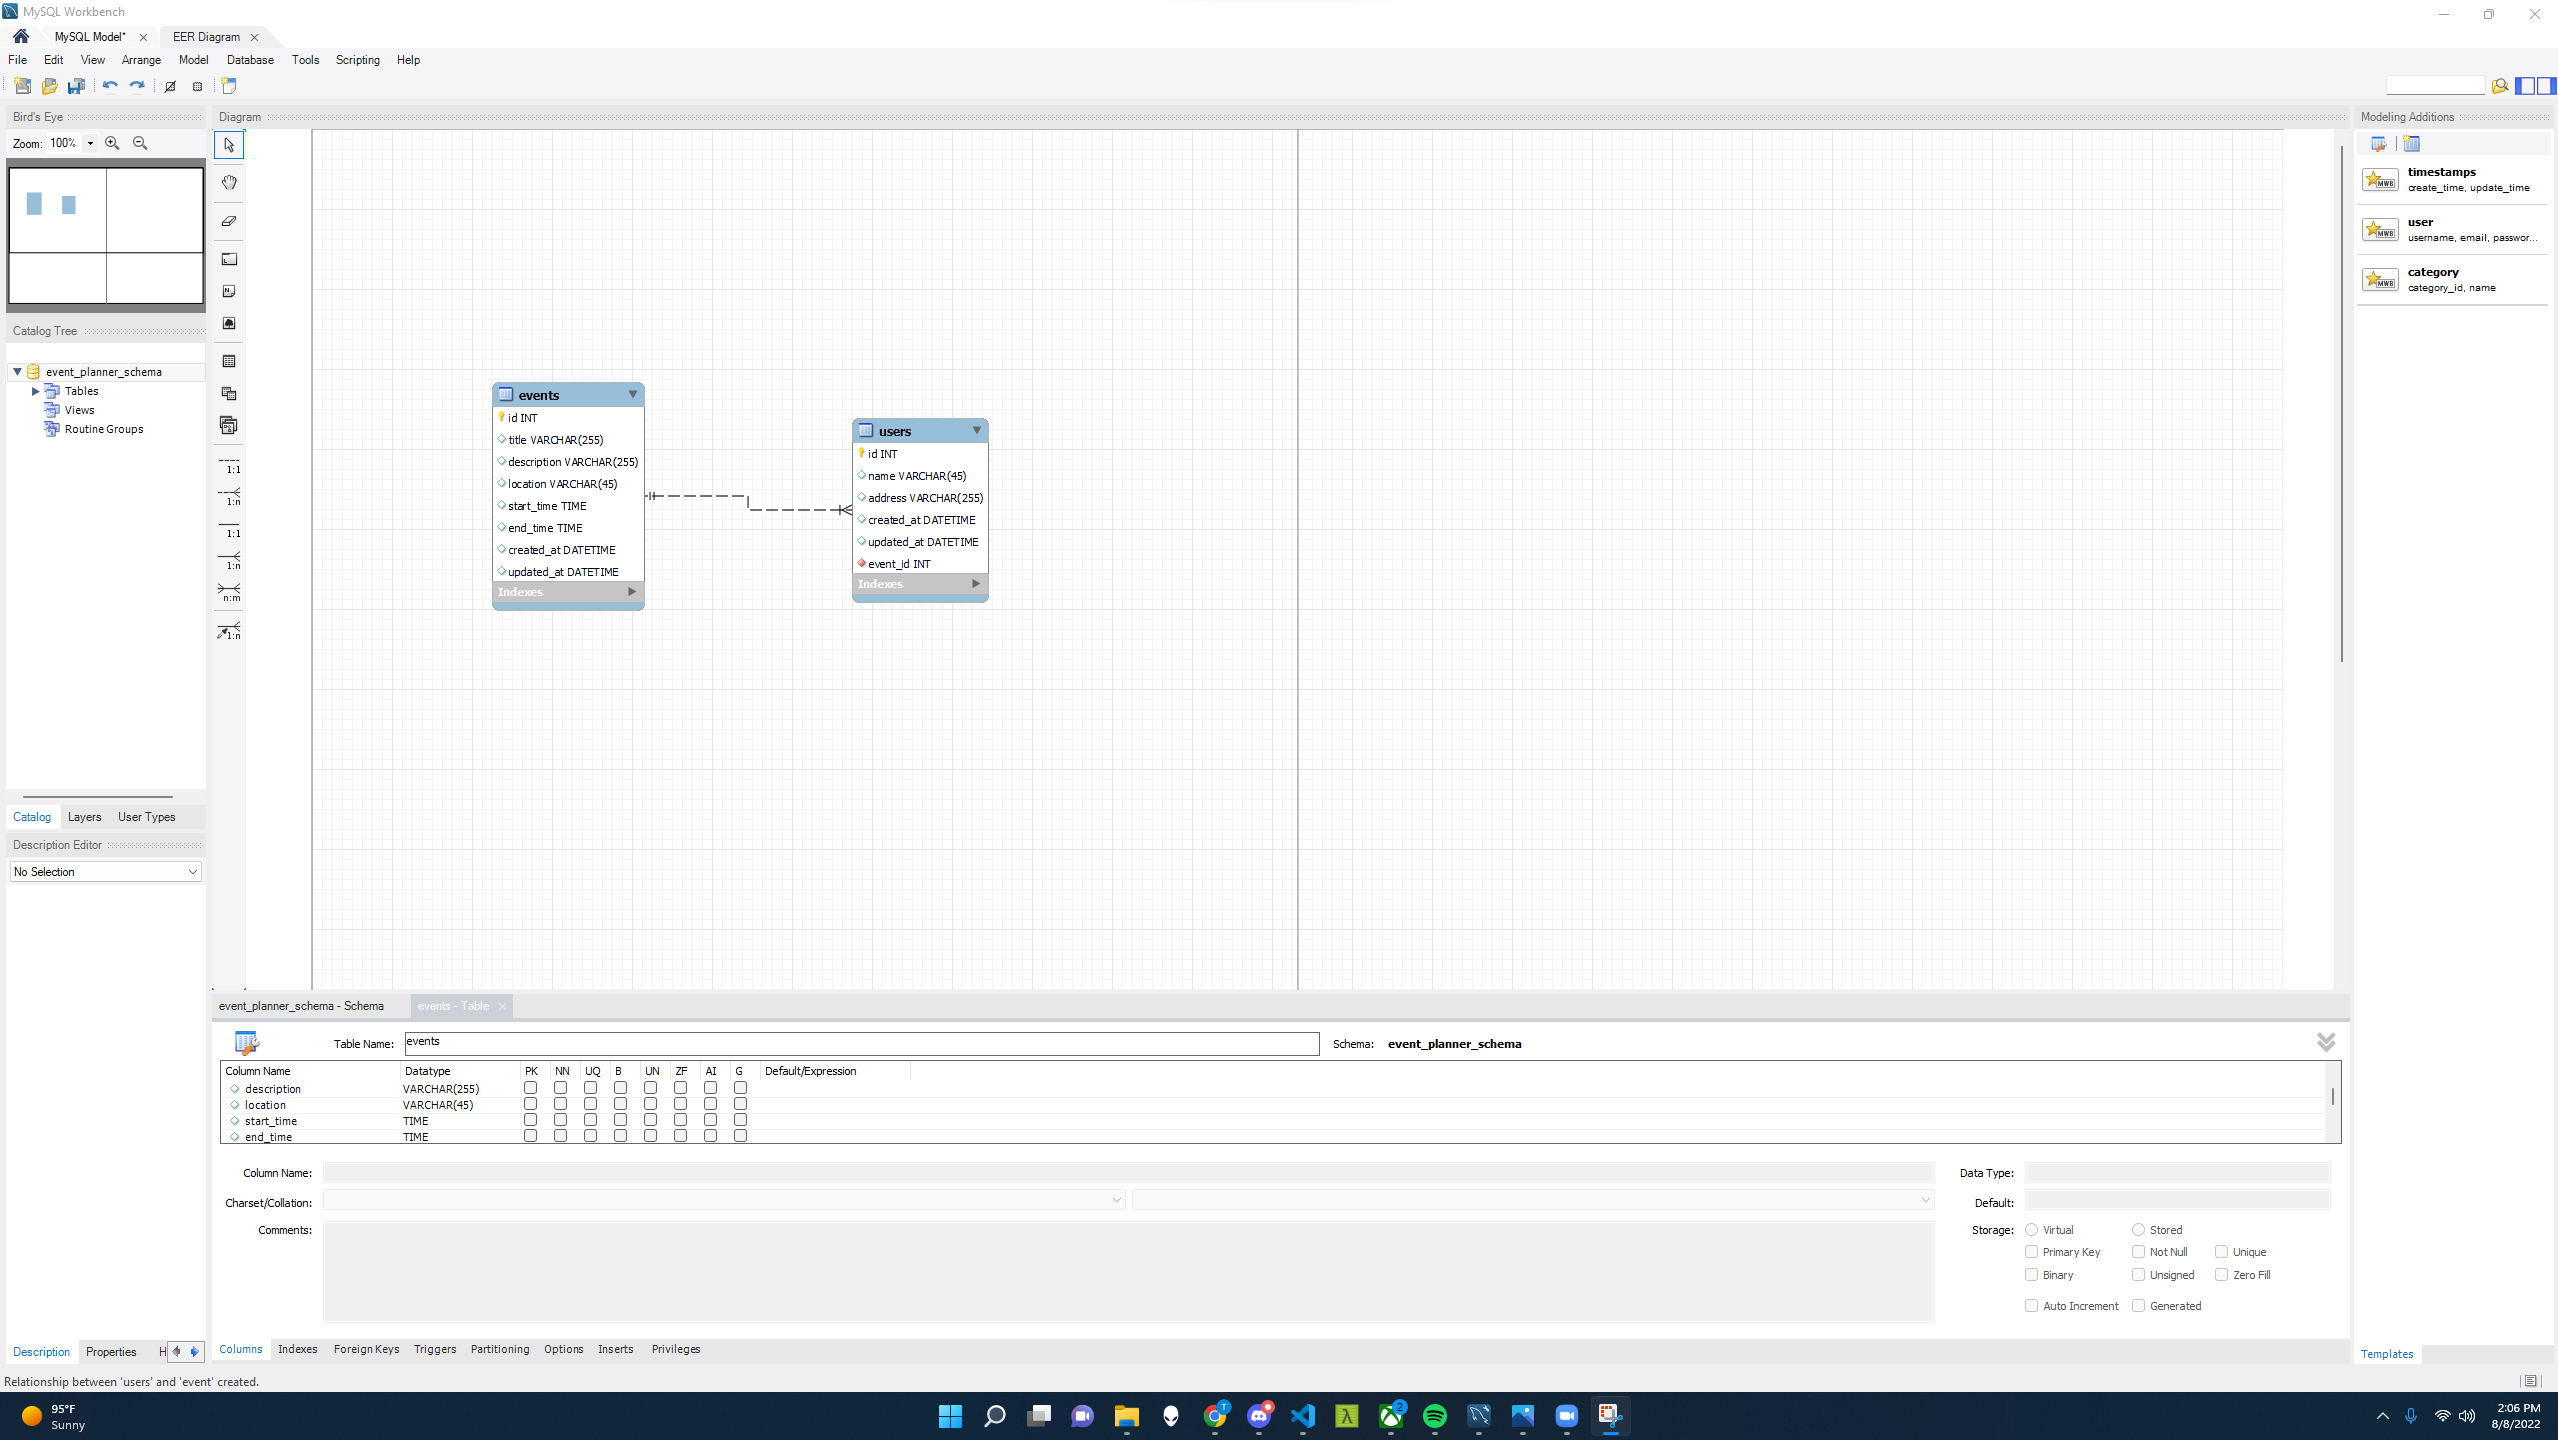 MySQL Workbench
MySQL Model*
EER Diagram
File Edit View Arrange Model Database Tools Scripting Help
Bird's Eye
Zoom: 100%
Diagram
Modeling Additions
timestamps
create_time, update_time
user
username, email, passwor...
category
category_id, name
Catalog Tree
event_planner_schema
Tables
Views
Routine Groups
1:1
1:n
1:1
1:n
n:m
1:n
events
id INT
title VARCHAR(255)
description VARCHAR(255)
location VARCHAR(45)
start_time TIME
end_time TIME
created_at DATETIME
updated_at DATETIME
Indexes
users
id INT
name VARCHAR(45)
address VARCHAR(255)
created_at DATETIME
updated_at DATETIME
event_id INT
Indexes
Catalog Layers User Types
Description Editor
No Selection
event_planner_schema - Schema
events - Table
Table Name: events
Schema: event_planner_schema
Column Name Datatype PK NN UQ B UN ZF AI G Default/Expression
description VARCHAR(255)
location VARCHAR(45)
start_time TIME
end_time TIME
Column Name:
Data Type:
Charset/Collation:
Default:
Comments:
Storage: Virtual Stored
Primary Key Not Null Unique
Binary Unsigned Zero Fill
Auto Increment Generated
Columns Indexes Foreign Keys Triggers Partitioning Options Inserts Privileges
Description Properties H
Templates
Relationship between 'users' and 'event' created.
95°F
Sunny
T
2
2:06 PM
8/8/2022